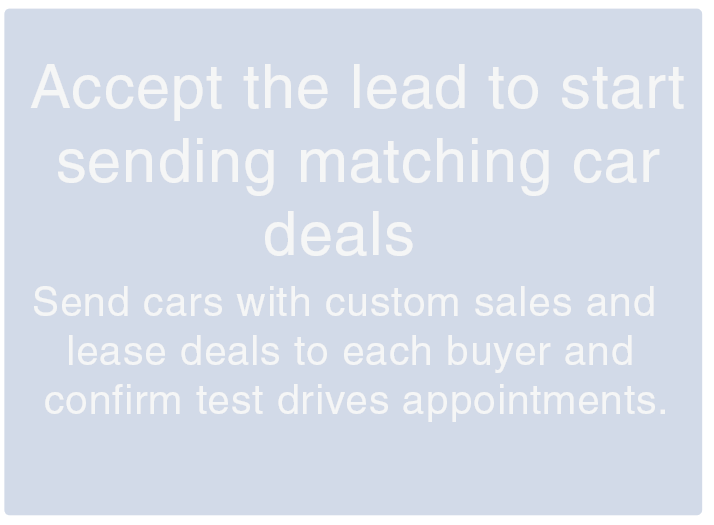 Accept the lead to start
sending matching car
deals
Send cars with custom sales and
lease deals to each buyer and
confirm test drives appointments.